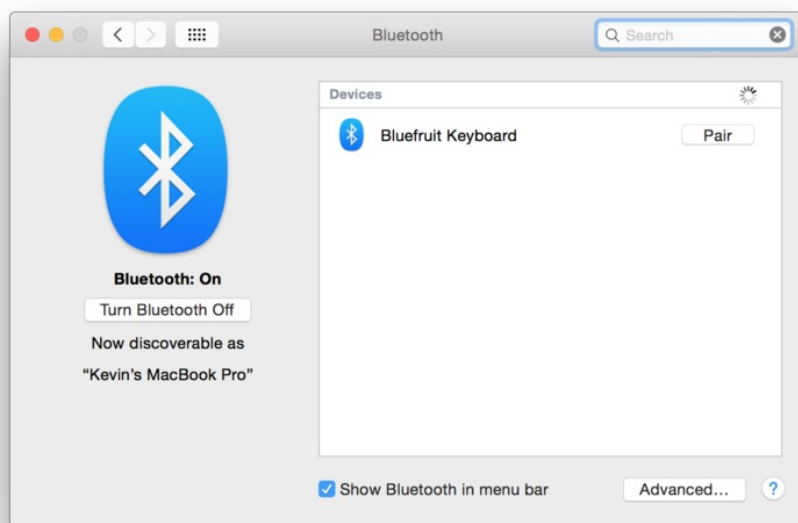 Bluetooth
Search
Devices
Bluefruit Keyboard
Pair
Bluetooth: On
Turn Bluetooth Off
Now discoverable as
“Kevin’s MacBook Pro”
Show Bluetooth in menu bar
Advanced...
?